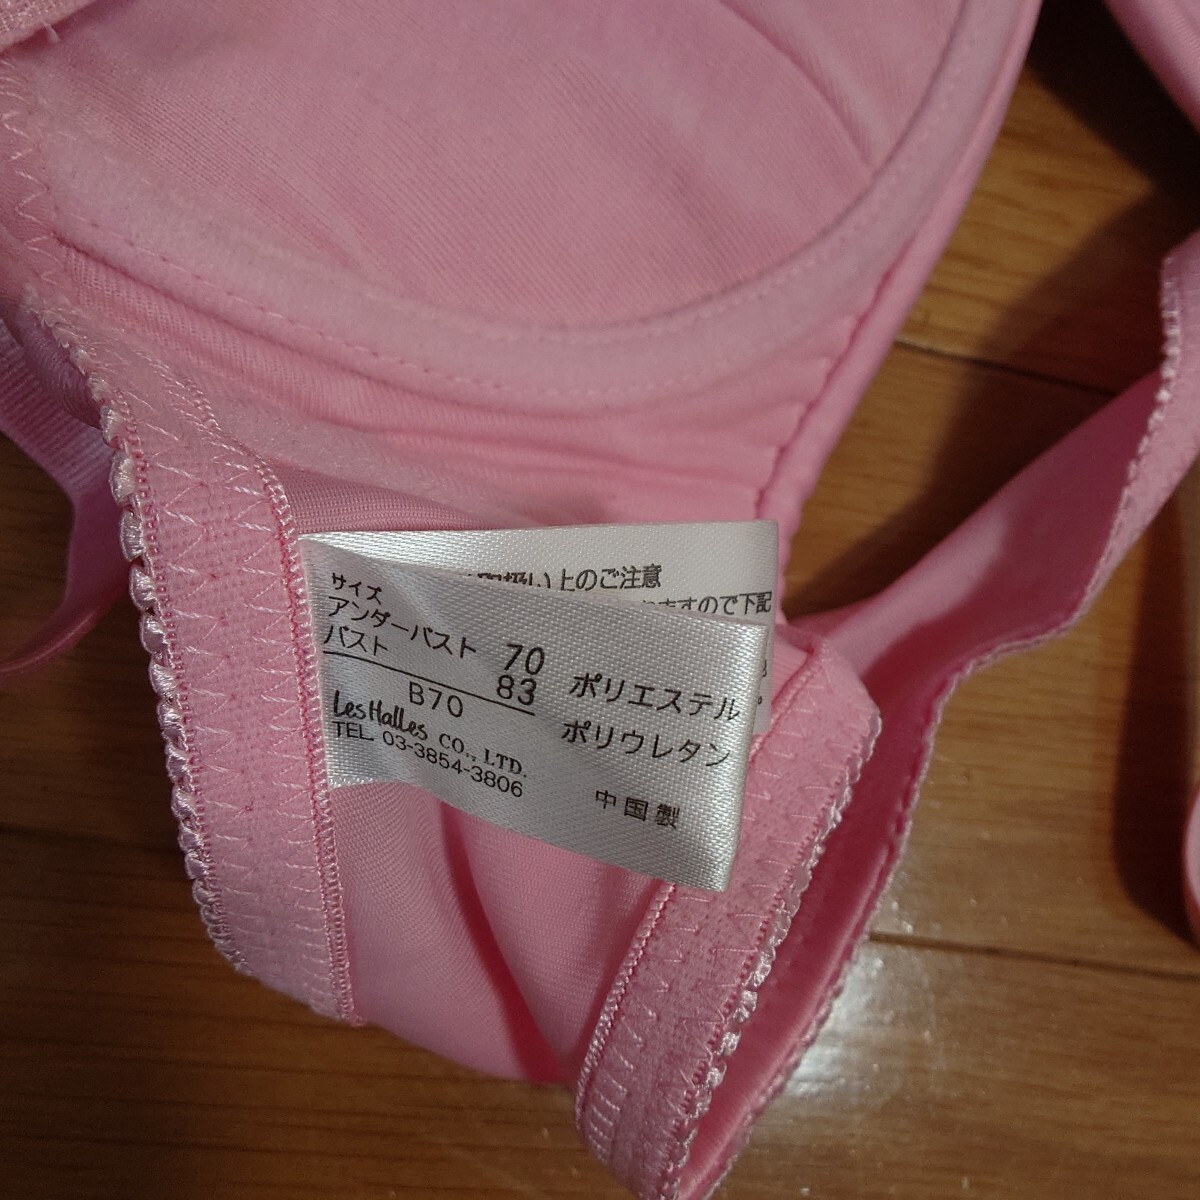 取扱い上のご注意
ますので下記
サイズ
アンダーバスト 70
バスト 83
B70
LesHalles CO., LTD.
TEL 03-3854-3806
ポリエステル
ポリウレタン
中国製